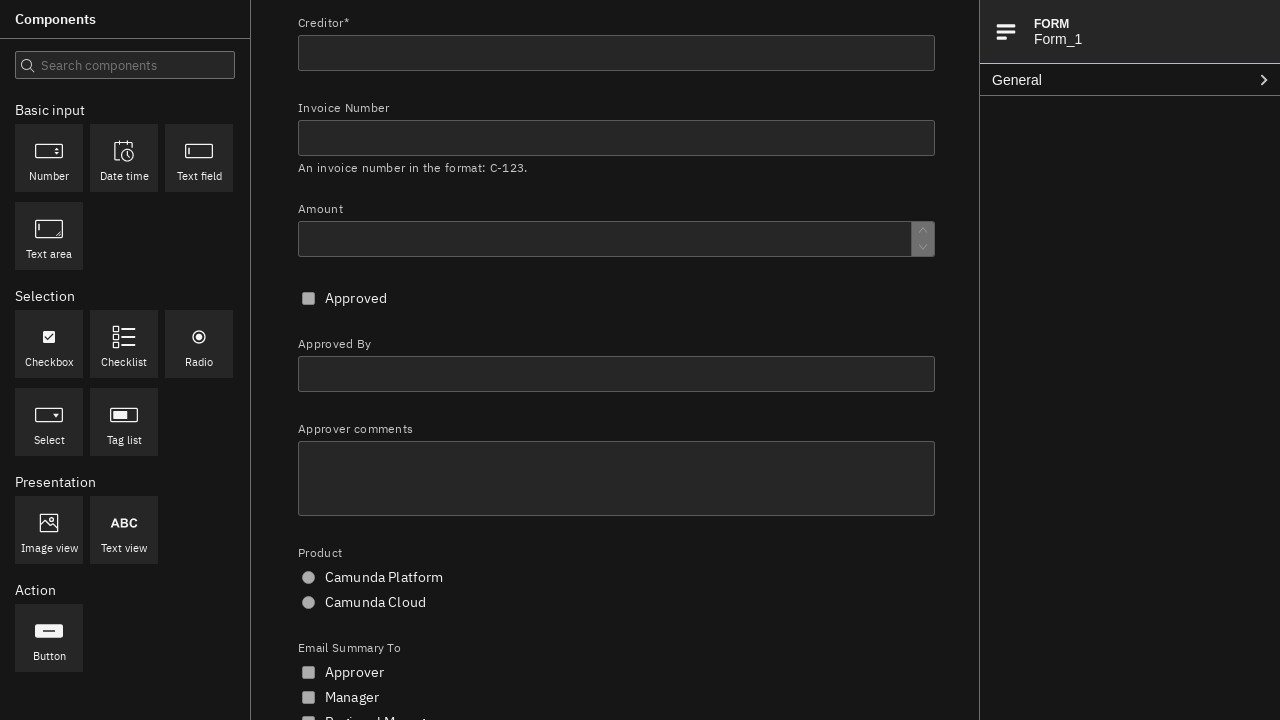 Components
Search components
Basic input
Number
Date time
Text field
Text area
Selection
Checkbox
Checklist
Radio
Select
Tag list
Presentation
Image view
ABC
Text view
Action
Button
Creditor*
Invoice Number
An invoice number in the format: C-123.
Amount
Approved
Approved By
Approver comments
Product
Camunda Platform
Camunda Cloud
Email Summary To
Approver
Manager
FORM
Form_1
General